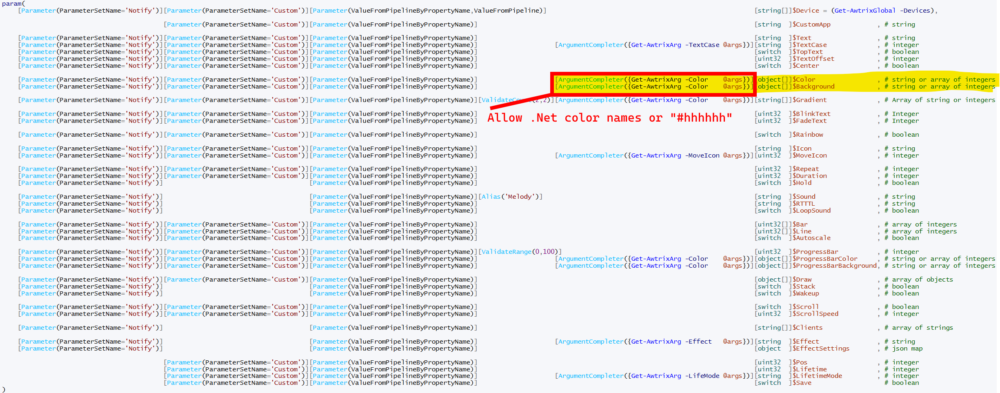 param(
[Parameter(ParameterSetName='Notify')][Parameter(ParameterSetName='Custom')][Parameter(ValueFromPipelineByPropertyName,ValueFromPipeline)] [string[]]$Device = (Get-AwtrixGlobal -Devices),
[Parameter(ParameterSetName='Custom')][Parameter(ValueFromPipelineByPropertyName)] [string ]$CustomApp , # string
[Parameter(ParameterSetName='Notify')][Parameter(ParameterSetName='Custom')][Parameter(ValueFromPipelineByPropertyName)] [string ]$Text , # string
[Parameter(ParameterSetName='Notify')][Parameter(ParameterSetName='Custom')][Parameter(ValueFromPipelineByPropertyName)] [ArgumentCompleter({Get-AwtrixArg -TextCase @args})][string ]$TextCase , # integer
[Parameter(ParameterSetName='Notify')][Parameter(ParameterSetName='Custom')][Parameter(ValueFromPipelineByPropertyName)] [switch ]$TopText , # boolean
[Parameter(ParameterSetName='Notify')][Parameter(ParameterSetName='Custom')][Parameter(ValueFromPipelineByPropertyName)] [uint32 ]$TextOffset , # integer
[Parameter(ParameterSetName='Notify')][Parameter(ParameterSetName='Custom')][Parameter(ValueFromPipelineByPropertyName)] [switch ]$Center , # boolean
[Parameter(ParameterSetName='Notify')][Parameter(ParameterSetName='Custom')][Parameter(ValueFromPipelineByPropertyName)] [ArgumentCompleter({Get-AwtrixArg -Color @args})][object[]]$Color , # string or array of integers
[Parameter(ParameterSetName='Notify')][Parameter(ParameterSetName='Custom')][Parameter(ValueFromPipelineByPropertyName)] [ArgumentCompleter({Get-AwtrixArg -Color @args})][object[]]$Background , # string or array of integers
[Parameter(ParameterSetName='Notify')][Parameter(ParameterSetName='Custom')][Parameter(ValueFromPipelineByPropertyName)][ValidateCount(2,2)][ArgumentCompleter({Get-AwtrixArg -Color @args})][string[]]$Gradient , # Array of string or integers
[Parameter(ParameterSetName='Notify')][Parameter(ParameterSetName='Custom')][Parameter(ValueFromPipelineByPropertyName)] [uint32 ]$BlinkText , # Integer
Allow .Net color names or "#hhhhhh"
[Parameter(ParameterSetName='Notify')][Parameter(ParameterSetName='Custom')][Parameter(ValueFromPipelineByPropertyName)] [uint32 ]$FadeText , # Integer
[Parameter(ParameterSetName='Notify')][Parameter(ParameterSetName='Custom')][Parameter(ValueFromPipelineByPropertyName)] [switch ]$Rainbow , # boolean
[Parameter(ParameterSetName='Notify')][Parameter(ParameterSetName='Custom')][Parameter(ValueFromPipelineByPropertyName)] [string ]$Icon , # string
[Parameter(ParameterSetName='Notify')][Parameter(ParameterSetName='Custom')][Parameter(ValueFromPipelineByPropertyName)] [ArgumentCompleter({Get-AwtrixArg -MoveIcon @args})][uint32 ]$MoveIcon , # integer
[Parameter(ParameterSetName='Notify')][Parameter(ParameterSetName='Custom')][Parameter(ValueFromPipelineByPropertyName)] [uint32 ]$Repeat , # integer
[Parameter(ParameterSetName='Notify')][Parameter(ParameterSetName='Custom')][Parameter(ValueFromPipelineByPropertyName)] [uint32 ]$Duration , # integer
[Parameter(ParameterSetName='Notify')] [Parameter(ValueFromPipelineByPropertyName)] [switch ]$Hold , # boolean
[Parameter(ParameterSetName='Notify')] [Parameter(ValueFromPipelineByPropertyName)][Alias('Melody')] [string ]$Sound , # string
[Parameter(ParameterSetName='Notify')] [Parameter(ValueFromPipelineByPropertyName)] [string ]$RTTTL , # string
[Parameter(ParameterSetName='Notify')] [Parameter(ValueFromPipelineByPropertyName)] [switch ]$LoopSound , # boolean
[Parameter(ParameterSetName='Notify')][Parameter(ParameterSetName='Custom')][Parameter(ValueFromPipelineByPropertyName)] [uint32[]]$Bar , # array of integers
[Parameter(ParameterSetName='Notify')][Parameter(ParameterSetName='Custom')][Parameter(ValueFromPipelineByPropertyName)] [uint32[]]$Line , # array of integers
[Parameter(ParameterSetName='Notify')][Parameter(ParameterSetName='Custom')][Parameter(ValueFromPipelineByPropertyName)] [switch ]$Autoscale , # boolean
[Parameter(ParameterSetName='Notify')][Parameter(ParameterSetName='Custom')][Parameter(ValueFromPipelineByPropertyName)][ValidateRange(0,100)] [uint32 ]$ProgressBar , # integer
[Parameter(ParameterSetName='Notify')][Parameter(ParameterSetName='Custom')][Parameter(ValueFromPipelineByPropertyName)] [ArgumentCompleter({Get-AwtrixArg -Color @args})][object[]]$ProgressBarColor , # string or array of integers
[Parameter(ParameterSetName='Notify')][Parameter(ParameterSetName='Custom')][Parameter(ValueFromPipelineByPropertyName)] [ArgumentCompleter({Get-AwtrixArg -Color @args})][object[]]$ProgressBarBackground, # string or array of integers
[Parameter(ParameterSetName='Notify')][Parameter(ParameterSetName='Custom')][Parameter(ValueFromPipelineByPropertyName)] [object[]]$Draw , # array of objects
[Parameter(ParameterSetName='Notify')] [Parameter(ValueFromPipelineByPropertyName)] [switch ]$Stack , # boolean
[Parameter(ParameterSetName='Notify')] [Parameter(ValueFromPipelineByPropertyName)] [switch ]$Wakeup , # boolean
[Parameter(ParameterSetName='Notify')][Parameter(ParameterSetName='Custom')][Parameter(ValueFromPipelineByPropertyName)] [switch ]$Scroll , # boolean
[Parameter(ParameterSetName='Notify')][Parameter(ParameterSetName='Custom')][Parameter(ValueFromPipelineByPropertyName)] [uint32 ]$ScrollSpeed , # integer
[Parameter(ParameterSetName='Notify')] [Parameter(ValueFromPipelineByPropertyName)] [string[]]$Clients , # array of strings
[Parameter(ParameterSetName='Notify')] [Parameter(ValueFromPipelineByPropertyName)] [ArgumentCompleter({Get-AwtrixArg -Effect @args})][string ]$Effect , # string
[Parameter(ParameterSetName='Notify')] [Parameter(ValueFromPipelineByPropertyName)] [object ]$EffectSettings , # json map
[Parameter(ParameterSetName='Custom')][Parameter(ValueFromPipelineByPropertyName)] [uint32 ]$Pos , # integer
[Parameter(ParameterSetName='Custom')][Parameter(ValueFromPipelineByPropertyName)] [uint32 ]$Lifetime , # integer
[Parameter(ParameterSetName='Custom')][Parameter(ValueFromPipelineByPropertyName)] [ArgumentCompleter({Get-AwtrixArg -LifeMode @args})][string ]$LifetimeMode , # integer
[Parameter(ParameterSetName='Custom')][Parameter(ValueFromPipelineByPropertyName)] [switch ]$Save # boolean
)